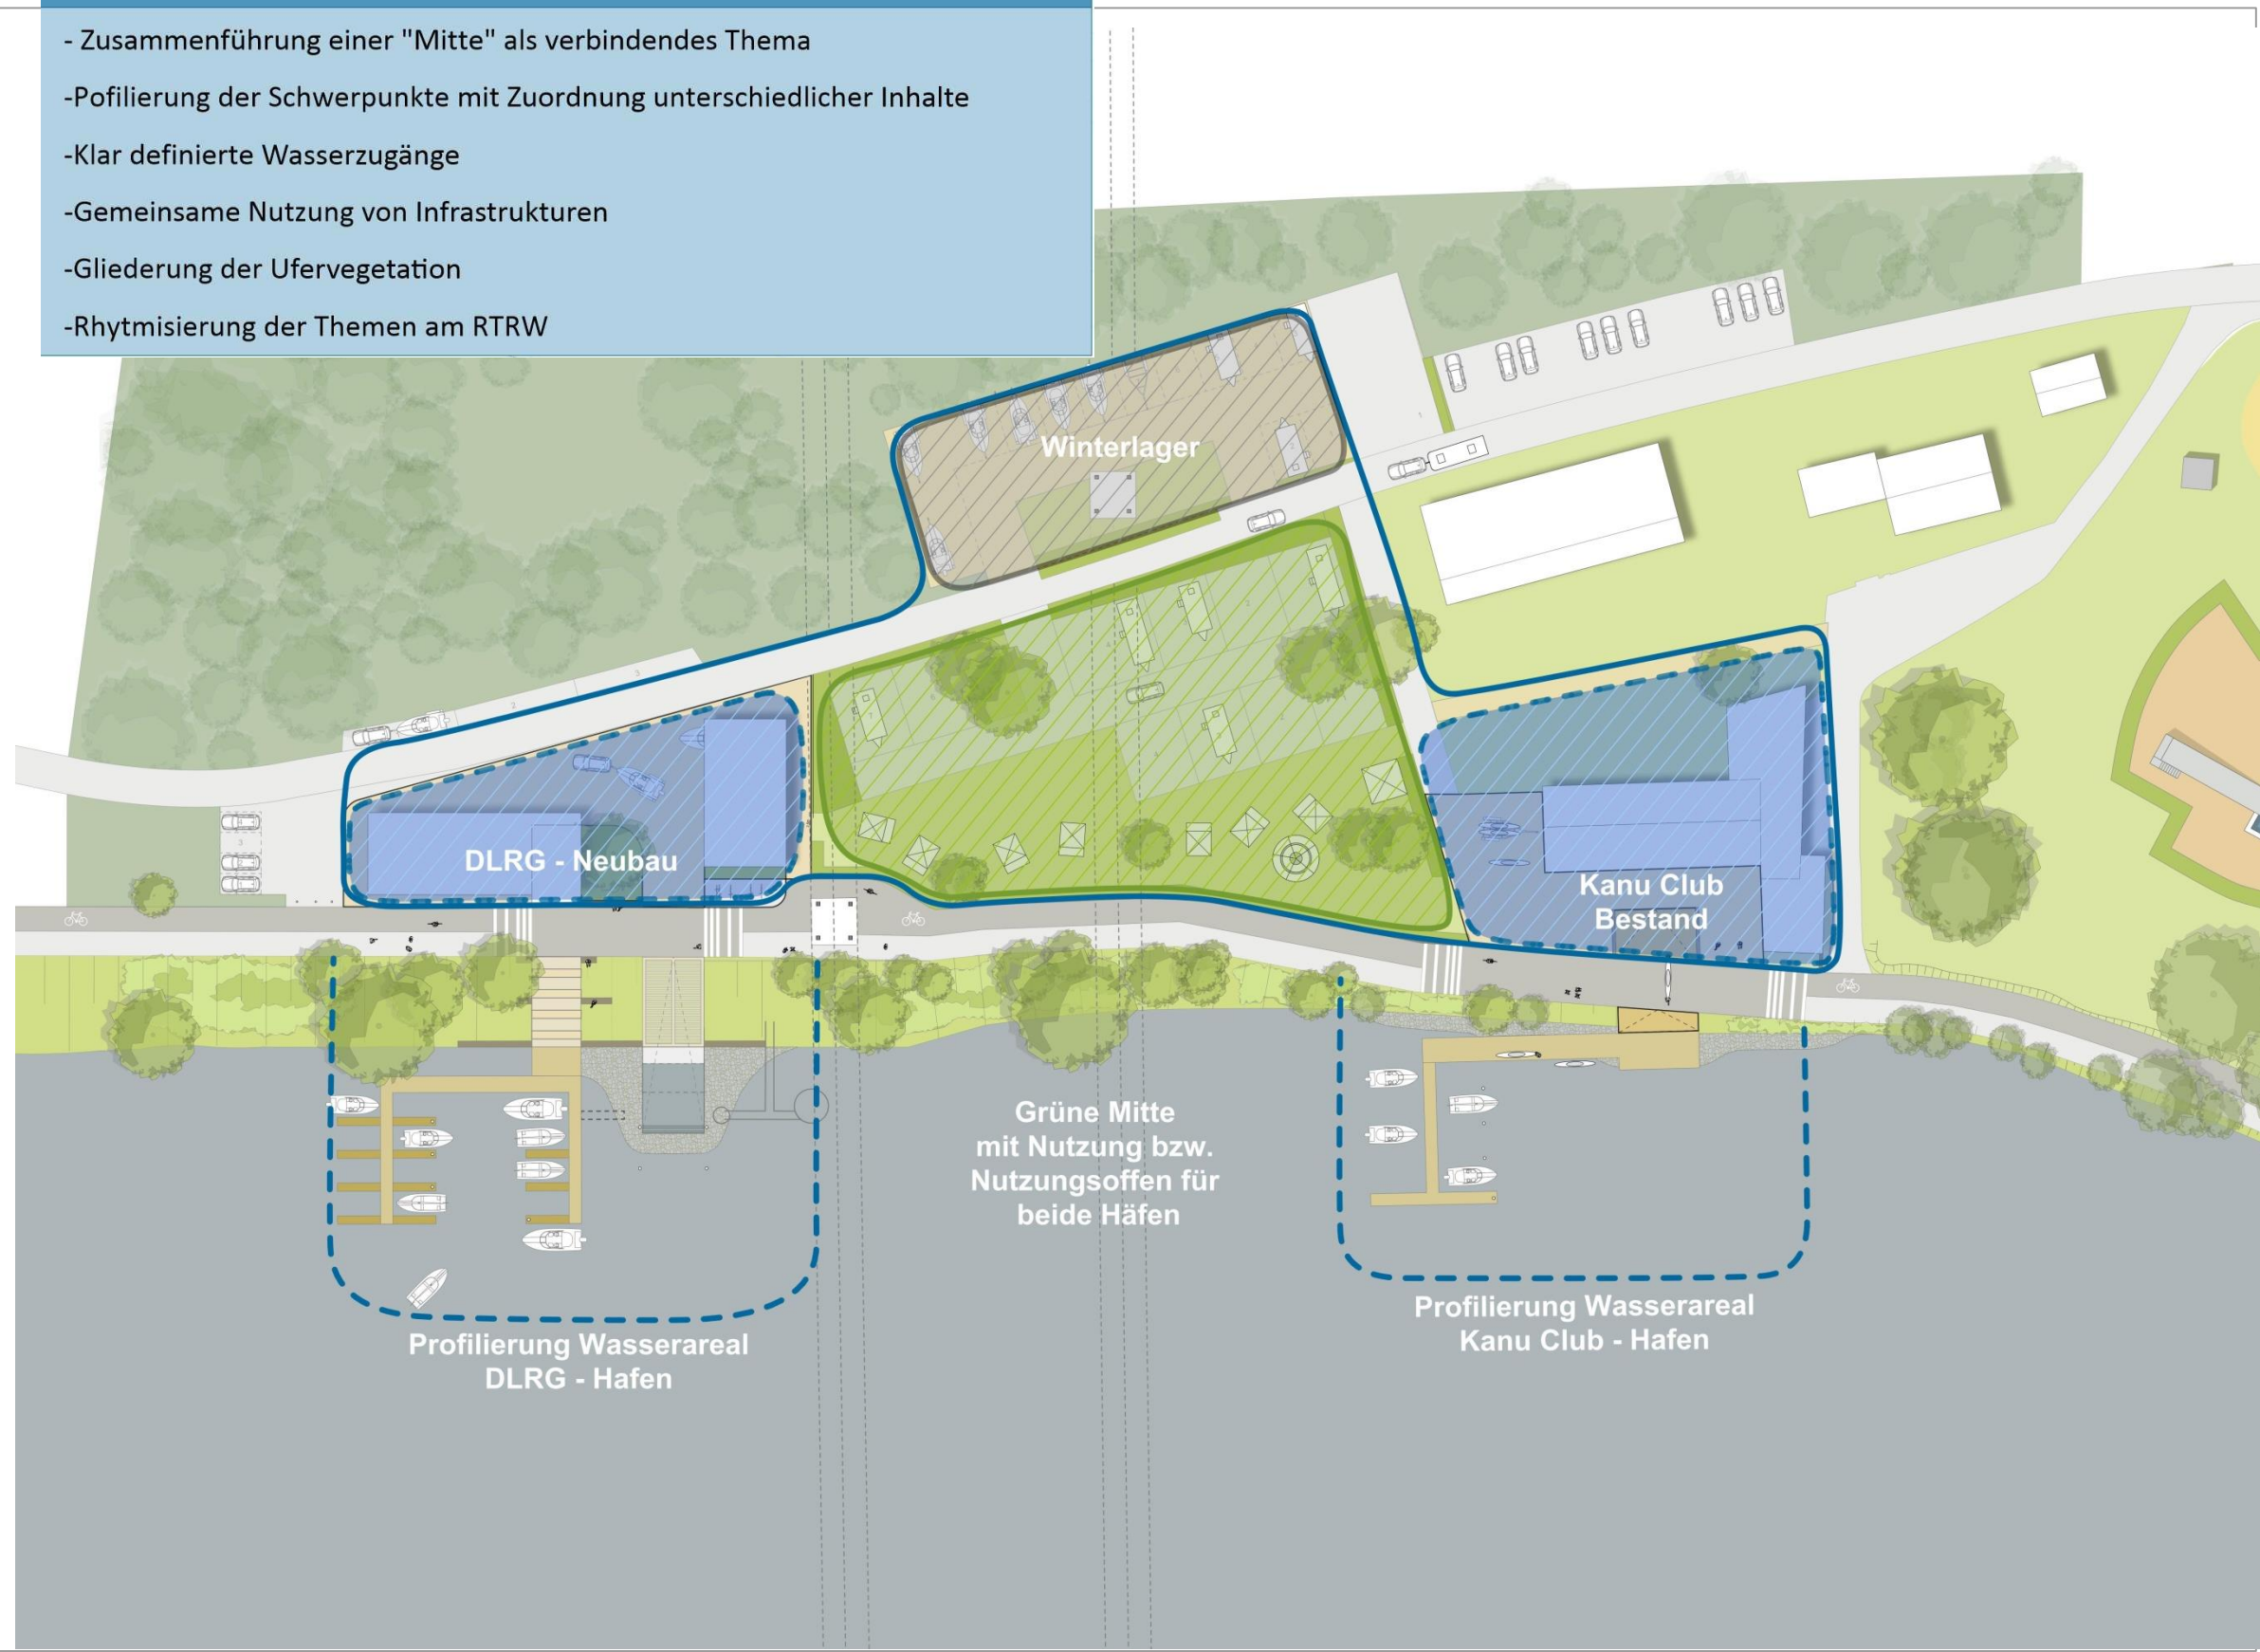 - Zusammenführung einer "Mitte" als verbindendes Thema
-Pofilierung der Schwerpunkte mit Zuordnung unterschiedlicher Inhalte
-Klar definierte Wasserzugänge
-Gemeinsame Nutzung von Infrastrukturen
-Gliederung der Ufervegetation
-Rhytmisierung der Themen am RTRW
Winterlager
DLRG - Neubau
Kanu Club
Bestand
Grüne Mitte
mit Nutzung bzw.
Nutzungsoffen für
beide Häfen
Profilierung Wasserareal
DLRG - Hafen
Profilierung Wasserareal
Kanu Club - Hafen